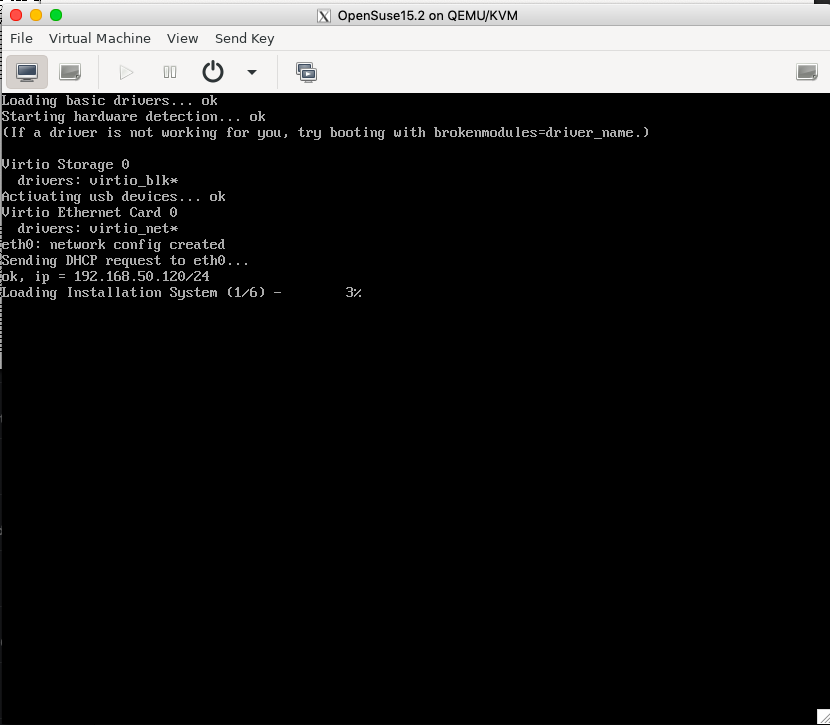 OpenSuse15.2 on QEMU/KVM
File Virtual Machine View Send Key
Loading basic drivers... ok
Starting hardware detection... ok
(If a driver is not working for you, try booting with brokenmodules=driver_name.)
Virtio Storage 0
drivers: virtio_blk*
Activating usb devices... ok
Virtio Ethernet Card 0
drivers: virtio_net*
eth0: network config created
Sending DHCP request to eth0...
ok, ip = 192.168.50.120/24
Loading Installation System (1/6) - 3%